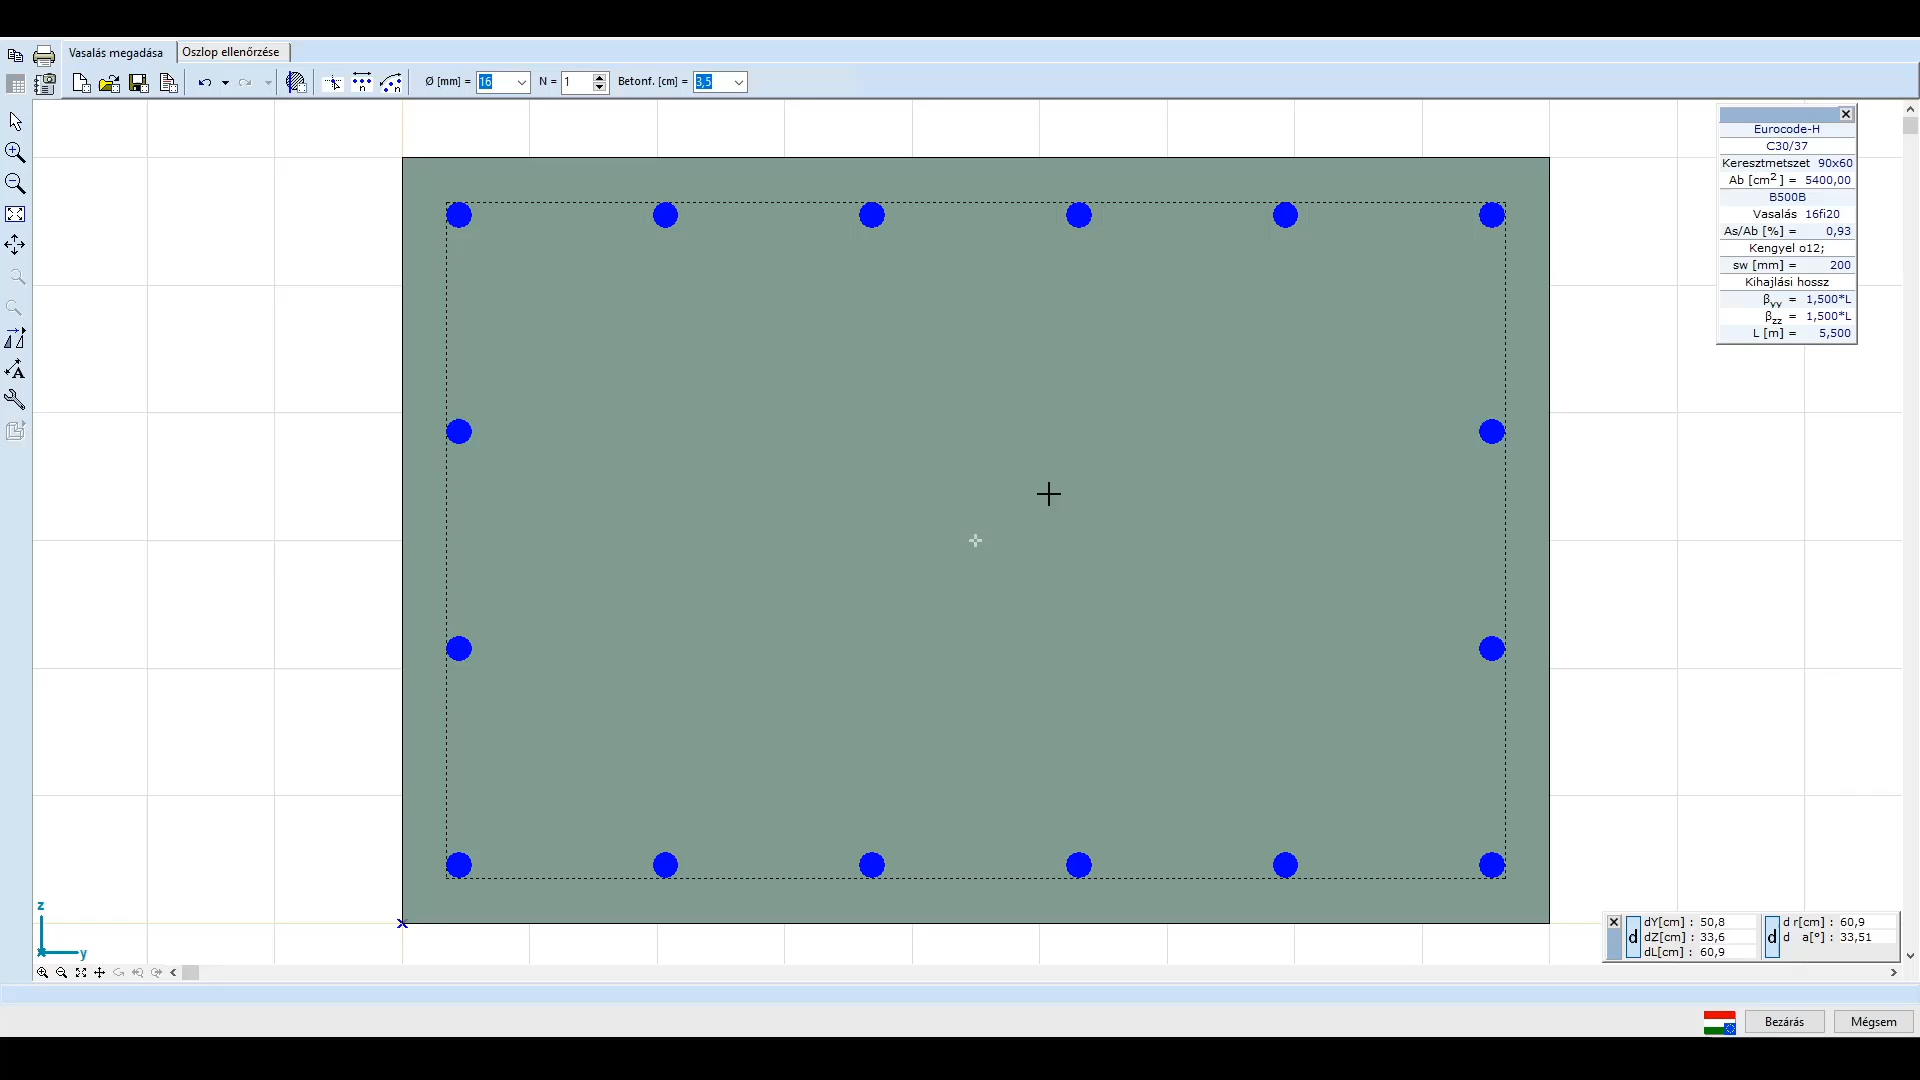 Vasalás megadása
Oszlop ellenőrzése
Ø [mm] = 16
N = 1
Betonf. [cm] = 3,5
Eurocode-H
C30/37
Keresztmetszet 90x60
Ab [cm2] = 5400,00
B500B
Vasalás 16fi20
As/Ab [%] = 0,93
Kengyel o12;
sw [mm] = 200
Kihajlási hossz
βyy = 1,500*L
βzz = 1,500*L
L [m] = 5,500
z
y
x
d
dY[cm] : 50,8
dZ[cm] : 33,6
dL[cm] : 60,9
d
d r[cm] : 60,9
d a[°] : 33,51
Bezárás
Mégsem